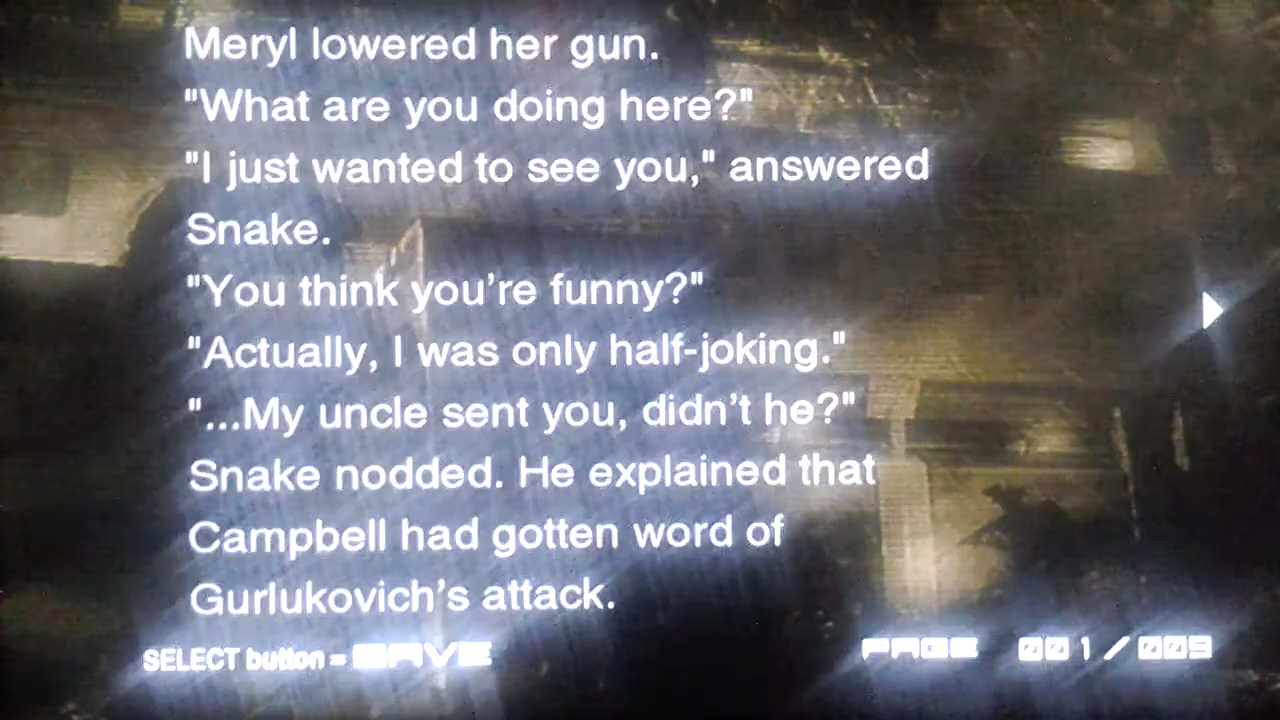 Meryl lowered her gun.
"What are you doing here?"
"I just wanted to see you," answered
Snake.
"You think you're funny?"
"Actually, I was only half-joking."
"...My uncle sent you, didn't he?"
Snake nodded. He explained that
Campbell had gotten word of
Gurlukovich's attack.
SELECT button = SAVE PAGE 001/009